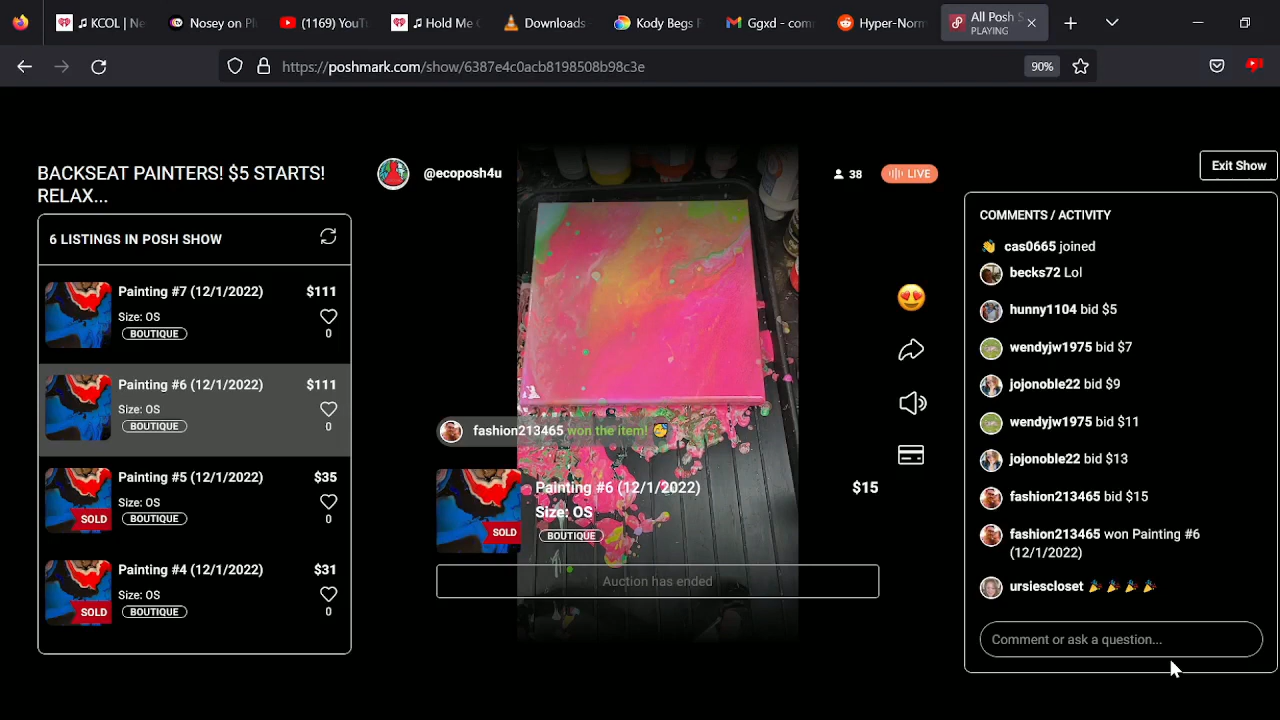 ♫ KCOL | Ne
Nosey on Pl
(1169) YouTu
♫ Hold Me C
Downloads
Kody Begs F
Ggxd - com
Hyper-Norm
All Posh S
PLAYING
https://poshmark.com/show/6387e4c0acb8198508b98c3e
90%
BACKSEAT PAINTERS! $5 STARTS!
RELAX...
6 LISTINGS IN POSH SHOW
Painting #7 (12/1/2022) $111
Size: OS
BOUTIQUE 0
Painting #6 (12/1/2022) $111
Size: OS
BOUTIQUE 0
Painting #5 (12/1/2022) $35
Size: OS
SOLD BOUTIQUE 0
Painting #4 (12/1/2022) $31
Size: OS
SOLD BOUTIQUE 0
@ecoposh4u
38 LIVE
fashion213465 won the item! 🥳
Painting #6 (12/1/2022) $15
Size: OS
SOLD BOUTIQUE
Auction has ended
Exit Show
COMMENTS / ACTIVITY
👋 cas0665 joined
becks72 Lol
hunny1104 bid $5
wendyjw1975 bid $7
jojonoble22 bid $9
wendyjw1975 bid $11
jojonoble22 bid $13
fashion213465 bid $15
fashion213465 won Painting #6
(12/1/2022)
ursiescloset 🎉 🎉 🎉 🎉
Comment or ask a question...